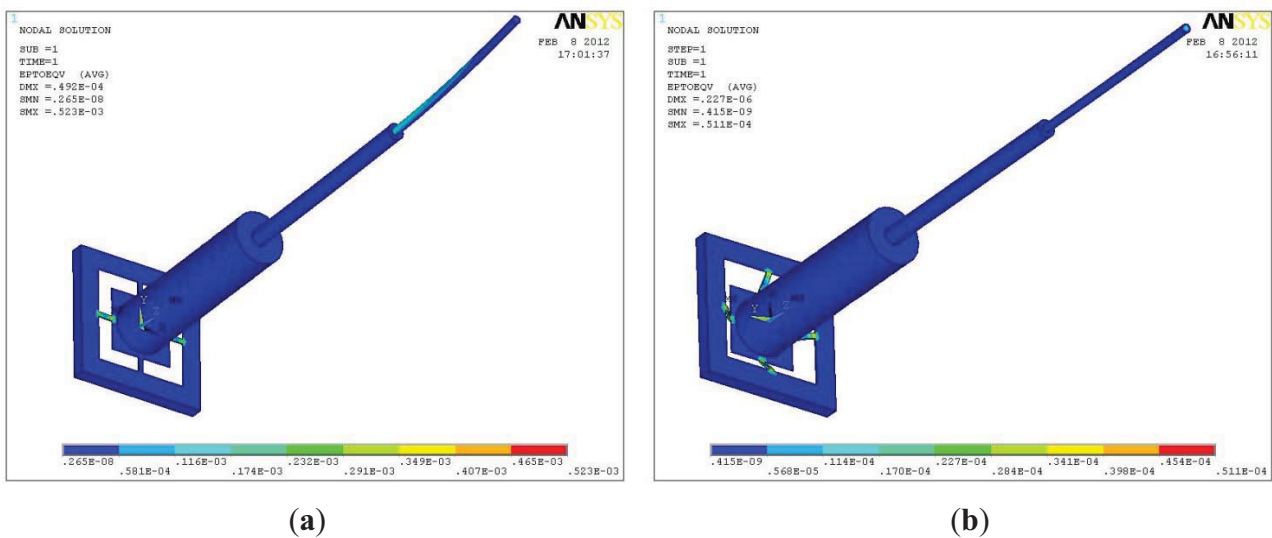 1
NODAL SOLUTION
SUB =1
TIME=1
EPTOEQV (AVG)
DMX =.492E-04
SMN =.265E-08
SMX =.523E-03
ANSYS
FEB 8 2012
17:01:37
Y
Z
.265E-08 .116E-03 .232E-03 .349E-03 .465E-03
.581E-04 .174E-03 .291E-03 .407E-03 .523E-03
(a)
1
NODAL SOLUTION
STEP=1
SUB =1
TIME=1
EPTOEQV (AVG)
DMX =.227E-06
SMN =.415E-09
SMX =.511E-04
ANSYS
FEB 8 2012
16:56:11
Y
Z
.415E-09 .114E-04 .227E-04 .341E-04 .454E-04
.568E-05 .170E-04 .284E-04 .398E-04 .511E-04
(b)